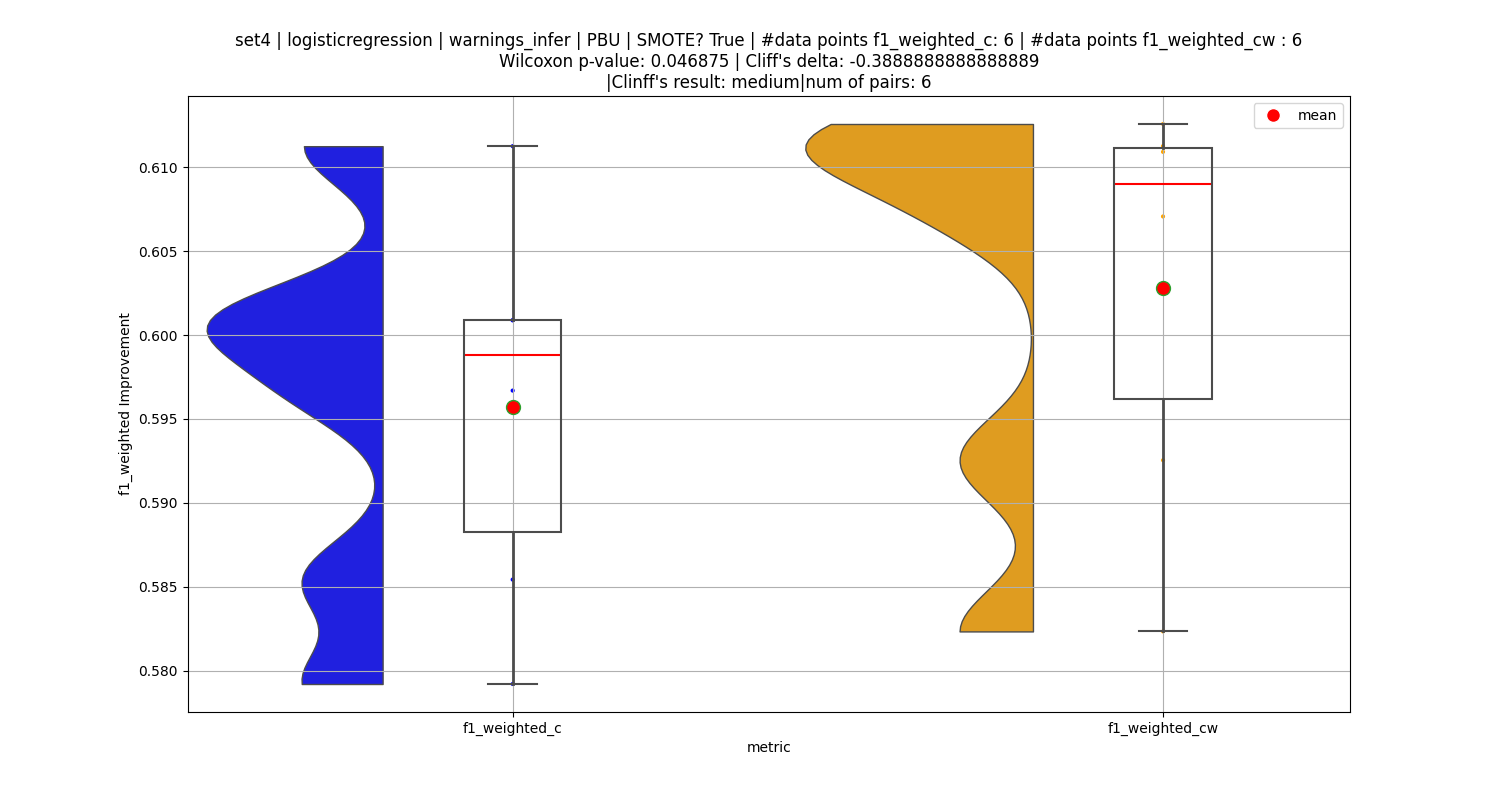 set4 | logisticregression | warnings_infer | PBU | SMOTE? True | #data points f1_weighted_c: 6 | #data points f1_weighted_cw : 6
Wilcoxon p-value: 0.046875 | Cliff's delta: -0.3888888888888889
|Clinff's result: medium|num of pairs: 6
mean
0.610
0.605
0.600
0.595
0.590
0.585
0.580
f1_weighted Improvement
f1_weighted_c
f1_weighted_cw
metric